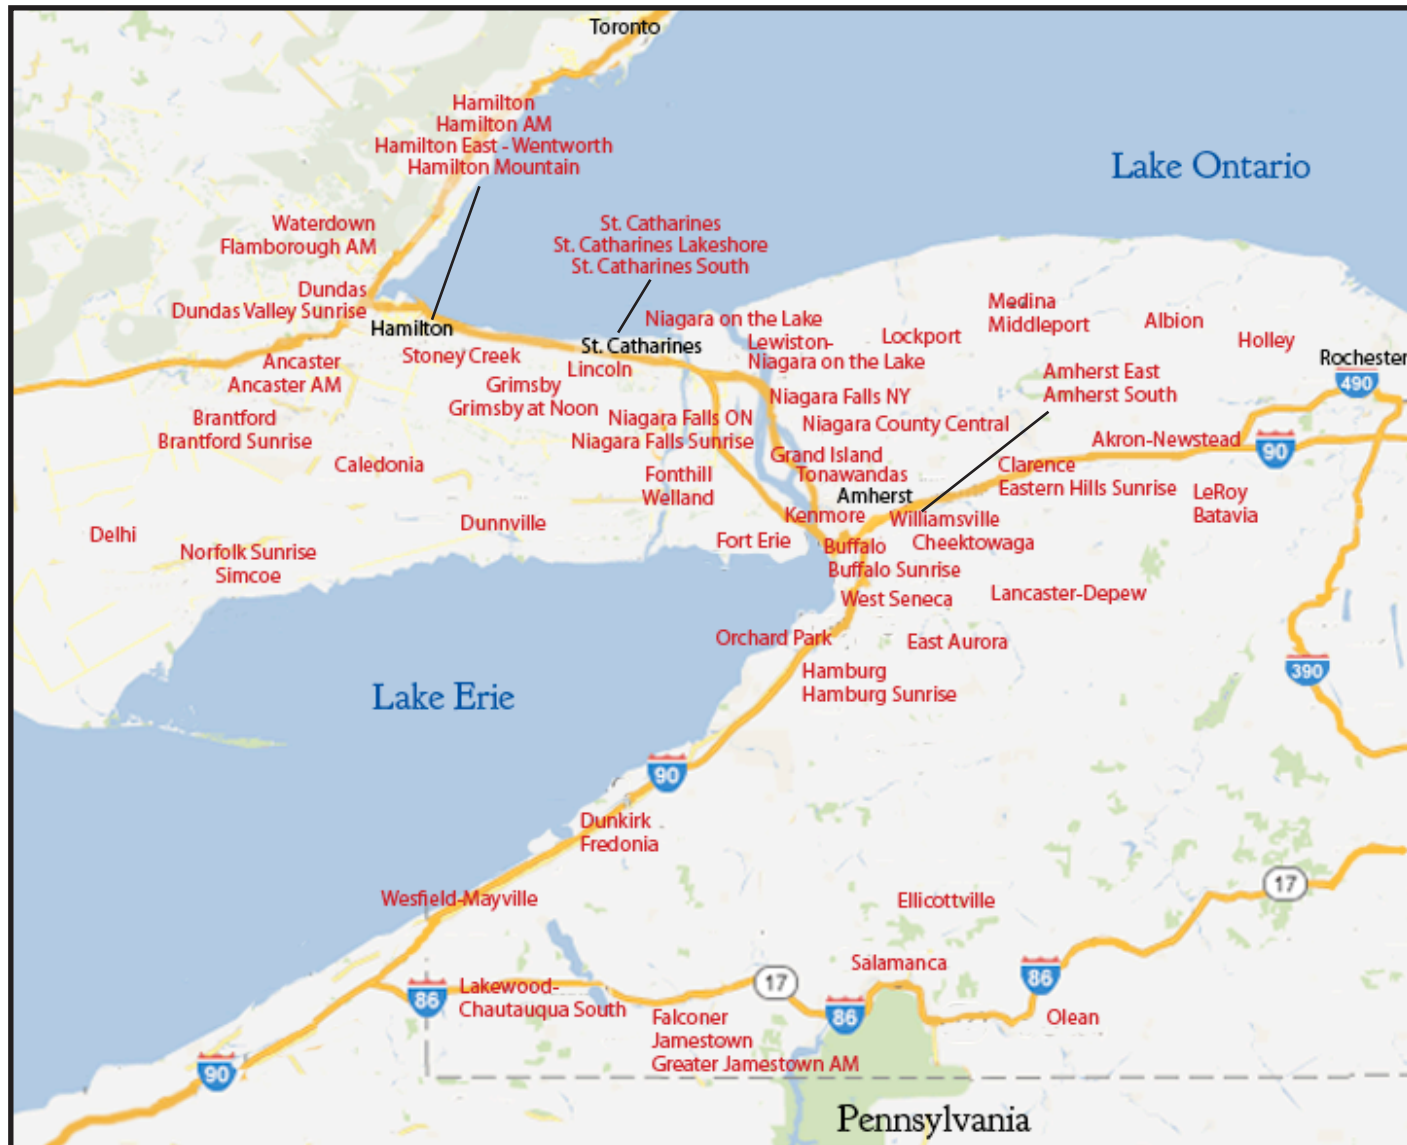 Toronto
Hamilton
Hamilton AM
Hamilton East - Wentworth
Hamilton Mountain
Lake Ontario
Waterdown
Flamborough AM
St. Catharines
St. Catharines Lakeshore
St. Catharines South
Dundas
Dundas Valley Sunrise
Hamilton
Niagara on the Lake
Medina
Middleport
Albion
Lockport
Holley
Lewiston-
Niagara on the Lake
St. Catharines
Rochester
Stoney Creek
Lincoln
Ancaster
Ancaster AM
Amherst East
Amherst South
490
Grimsby
Grimsby at Noon
Niagara Falls NY
Brantford
Brantford Sunrise
Niagara Falls ON
Niagara Falls Sunrise
Niagara County Central
Akron-Newstead
90
Caledonia
Grand Island
Tonawandas
Clarence
Eastern Hills Sunrise
Fonthill
Welland
Amherst
LeRoy
Batavia
Delhi
Dunnville
Kenmore
Williamsville
Cheektowaga
Norfolk Sunrise
Simcoe
Fort Erie
Buffalo
Buffalo Sunrise
West Seneca
Lancaster-Depew
Orchard Park
East Aurora
Hamburg
Hamburg Sunrise
390
Lake Erie
90
Dunkirk
Fredonia
Wesfield-Mayville
Ellicottville
17
Salamanca
86
17
Lakewood-
Chautauqua South
86
86
Falconer
Jamestown
Greater Jamestown AM
Olean
90
Pennsylvania